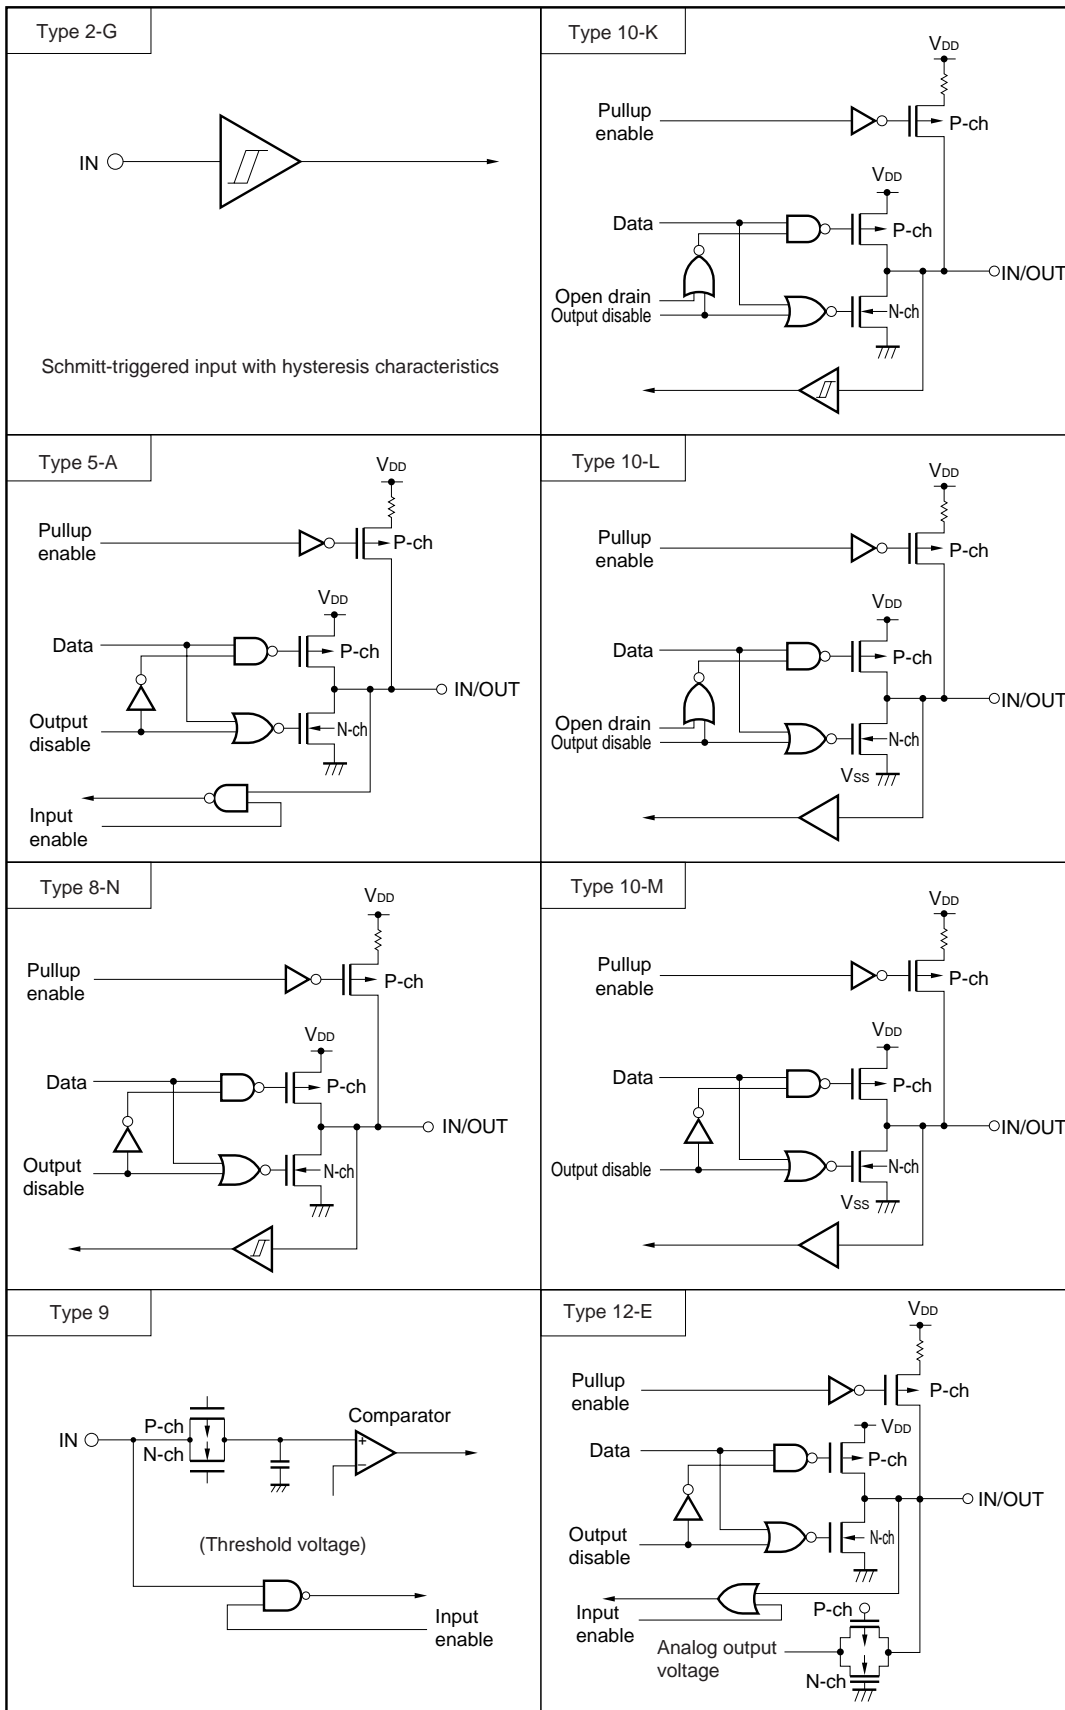 Type 2-G
IN
Schmitt-triggered input with hysteresis characteristics
Type 10-K
VDD
Pullup
enable
P-ch
VDD
Data
P-ch
IN/OUT
Open drain
Output disable
N-ch
Type 5-A
VDD
Pullup
enable
P-ch
VDD
Data
P-ch
IN/OUT
Output
disable
N-ch
Input
enable
Type 10-L
VDD
Pullup
enable
P-ch
VDD
Data
P-ch
IN/OUT
Open drain
Output disable
N-ch
VSS
Type 8-N
VDD
Pullup
enable
P-ch
VDD
Data
P-ch
IN/OUT
Output
disable
N-ch
Type 10-M
VDD
Pullup
enable
P-ch
VDD
Data
P-ch
IN/OUT
Output disable
N-ch
VSS
Type 9
Comparator
P-ch
IN
N-ch
+
−
(Threshold voltage)
Input
enable
Type 12-E
VDD
Pullup
enable
P-ch
VDD
Data
P-ch
IN/OUT
Output
disable
N-ch
Input
enable
P-ch
Analog output
voltage
N-ch